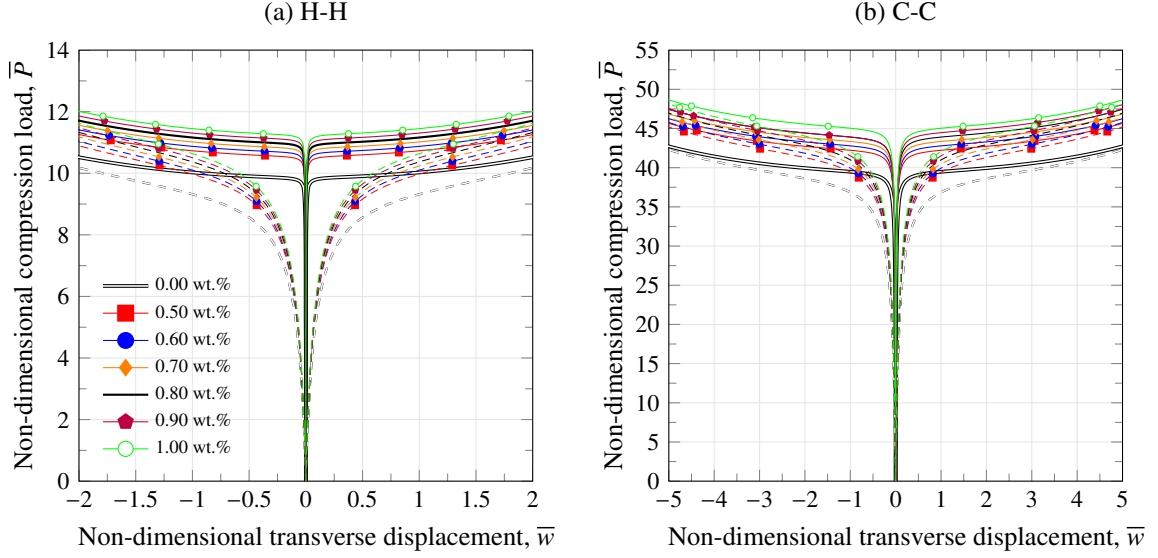 (a) H-H
Non-dimensional compression load, P
14
12
10
8
6
4
2
0
0.00 wt.%
0.50 wt.%
0.60 wt.%
0.70 wt.%
0.80 wt.%
0.90 wt.%
1.00 wt.%
−2 −1.5 −1 −0.5 0 0.5 1 1.5 2
Non-dimensional transverse displacement, w
(b) C-C
Non-dimensional compression load, P
55
50
45
40
35
30
25
20
15
10
5
0
−5 −4 −3 −2 −1 0 1 2 3 4 5
Non-dimensional transverse displacement, w